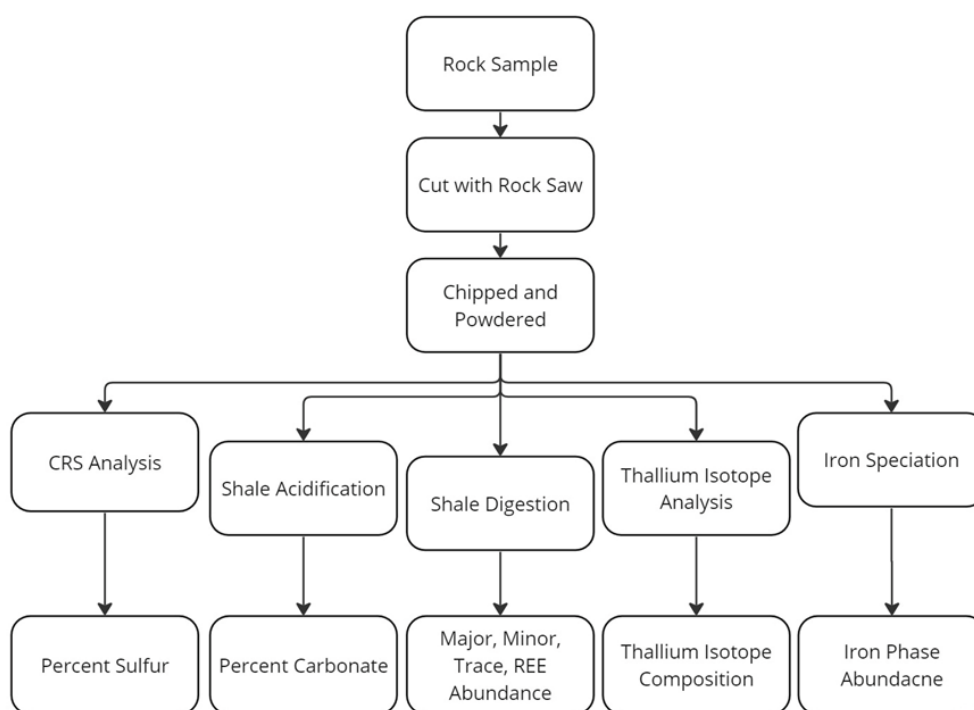 Rock Sample
Cut with Rock Saw
Chipped and
Powdered
CRS Analysis
Shale Acidification
Shale Digestion
Thallium Isotope
Analysis
Iron Speciation
Percent Sulfur
Percent Carbonate
Major, Minor,
Trace, REE
Abundance
Thallium Isotope
Composition
Iron Phase
Abundacne